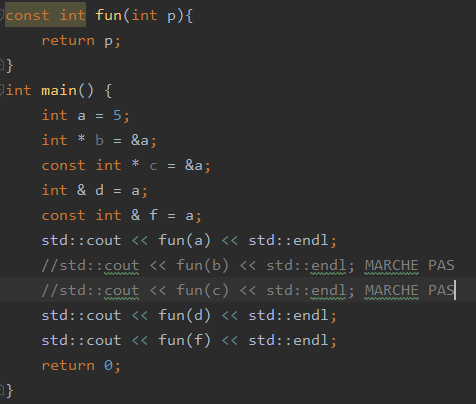 const int fun(int p){
    return p;
}
int main() {
    int a = 5;
    int * b = &a;
    const int * c = &a;
    int & d = a;
    const int & f = a;
    std::cout << fun(a) << std::endl;
    //std::cout << fun(b) << std::endl; MARCHE PAS
    //std::cout << fun(c) << std::endl; MARCHE PAS
    std::cout << fun(d) << std::endl;
    std::cout << fun(f) << std::endl;
    return 0;
}